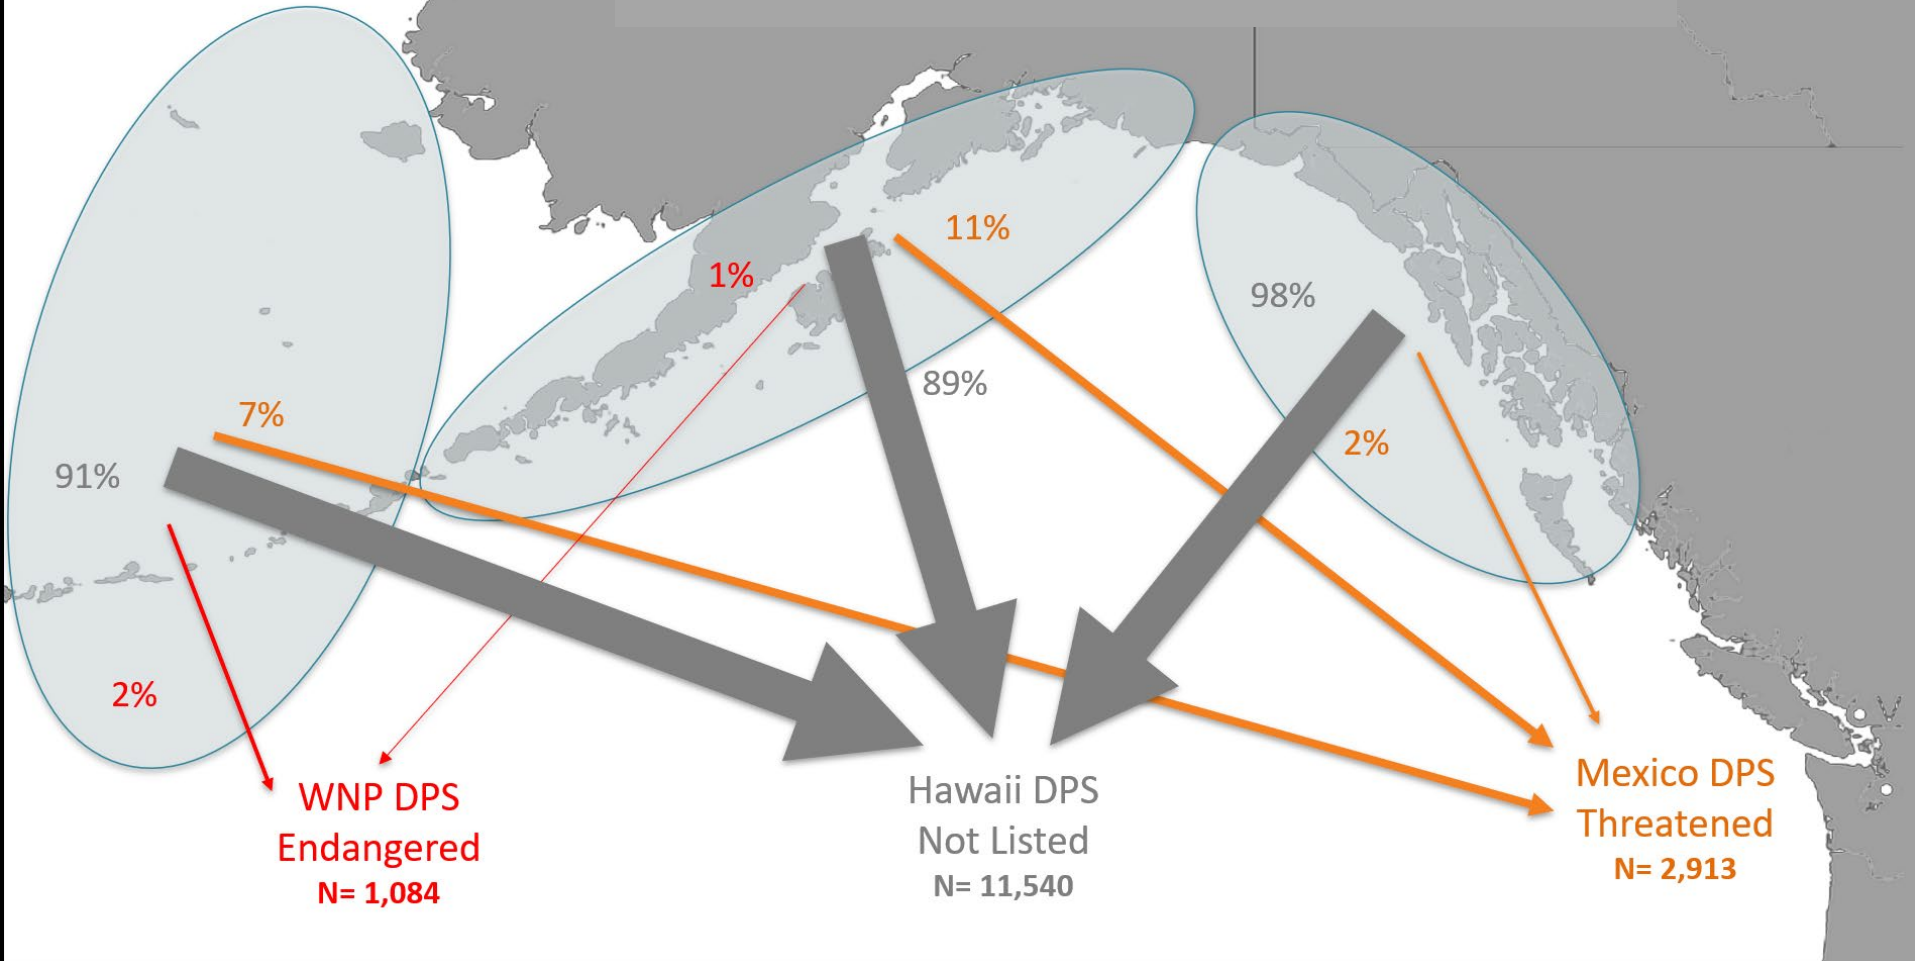 11%
1%
98%
89%
7%
2%
91%
2%
WNP DPS
Endangered
N= 1,084
Hawaii DPS
Not Listed
N= 11,540
Mexico DPS
Threatened
N= 2,913
V